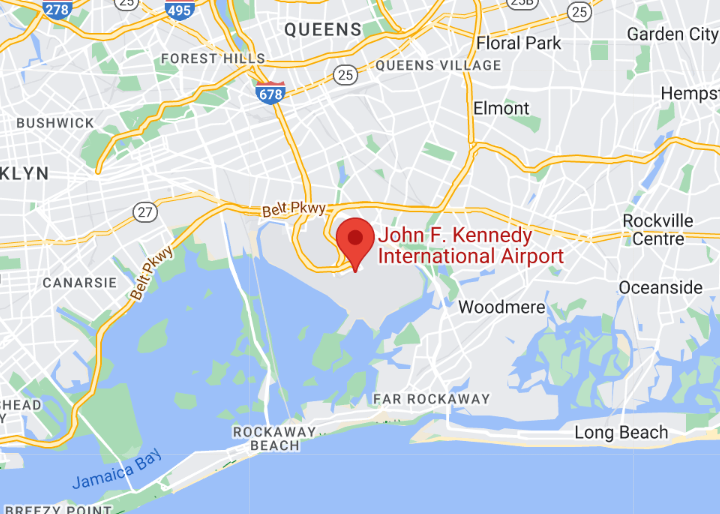 278
25
495
25B
25
QUEENS
Garden City
Floral Park
FOREST HILLS
25
QUEENS VILLAGE
678
Hempst
Elmont
BUSHWICK
KLYN
27
Belt Pkwy
Rockville
Centre
John F. Kennedy
International Airport
Belt Pkwy
CANARSIE
Oceanside
Woodmere
HEAD
Y
FAR ROCKAWAY
ROCKAWAY
BEACH
Long Beach
Jamaica Bay
BREEZY POINT